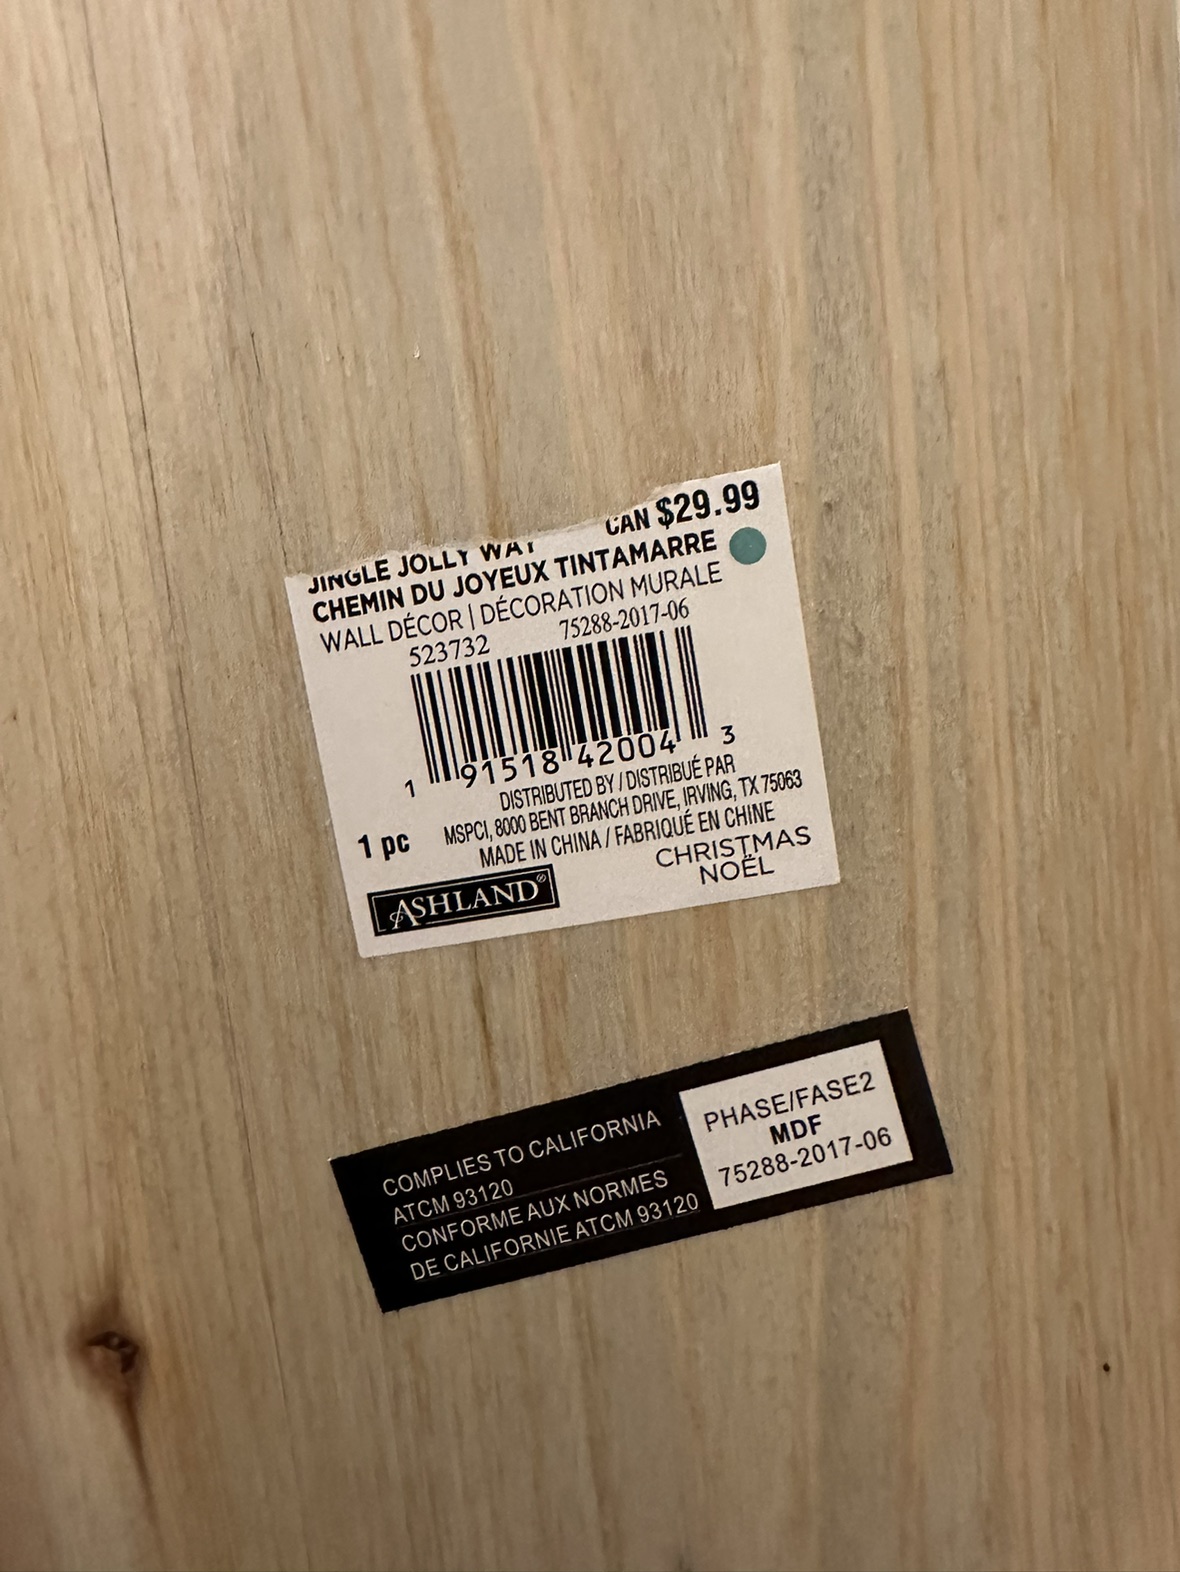 CAN $29.99
JINGLE JOLLY WAY
CHEMIN DU JOYEUX TINTAMARRE
WALL DÉCOR | DÉCORATION MURALE
523732 75288-2017-06
1 91518 42004 3
DISTRIBUTED BY / DISTRIBUÉ PAR
MSPCI, 8000 BENT BRANCH DRIVE, IRVING, TX 75063
1 pc MADE IN CHINA / FABRIQUÉ EN CHINE
CHRISTMAS
NOËL
ASHLAND®
COMPLIES TO CALIFORNIA
ATCM 93120
CONFORME AUX NORMES
DE CALIFORNIE ATCM 93120
PHASE/FASE2
MDF
75288-2017-06